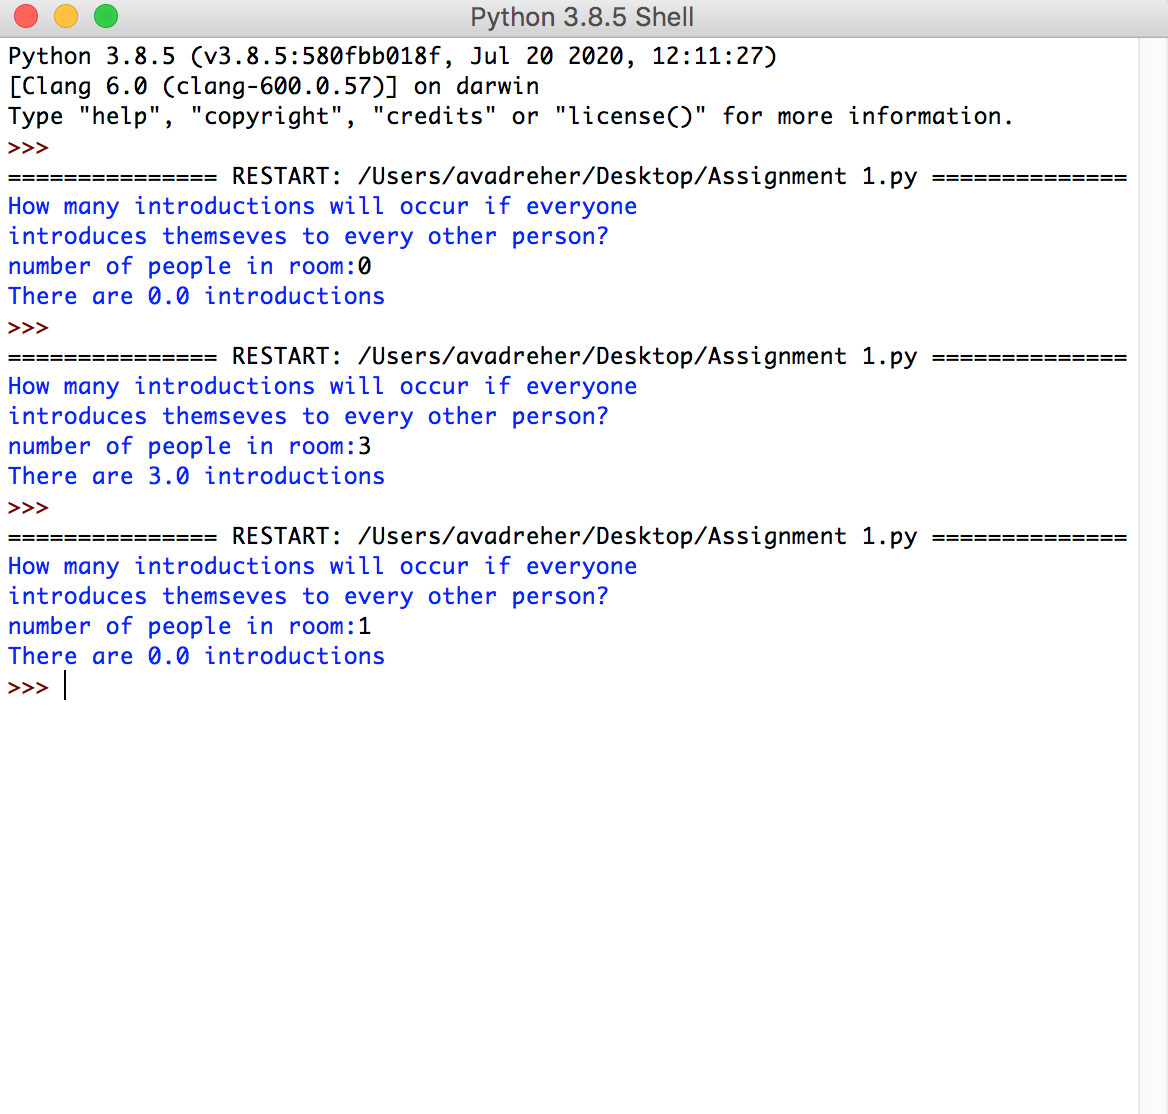 Python 3.8.5 Shell
Python 3.8.5 (v3.8.5:580fbb018f, Jul 20 2020, 12:11:27)
[Clang 6.0 (clang-600.0.57)] on darwin
Type "help", "copyright", "credits" or "license()" for more information.
>>>
=============== RESTART: /Users/avadreher/Desktop/Assignment 1.py ==============
How many introductions will occur if everyone
introduces themseves to every other person?
number of people in room:0
There are 0.0 introductions
>>>
=============== RESTART: /Users/avadreher/Desktop/Assignment 1.py ==============
How many introductions will occur if everyone
introduces themseves to every other person?
number of people in room:3
There are 3.0 introductions
>>>
=============== RESTART: /Users/avadreher/Desktop/Assignment 1.py ==============
How many introductions will occur if everyone
introduces themseves to every other person?
number of people in room:1
There are 0.0 introductions
>>>